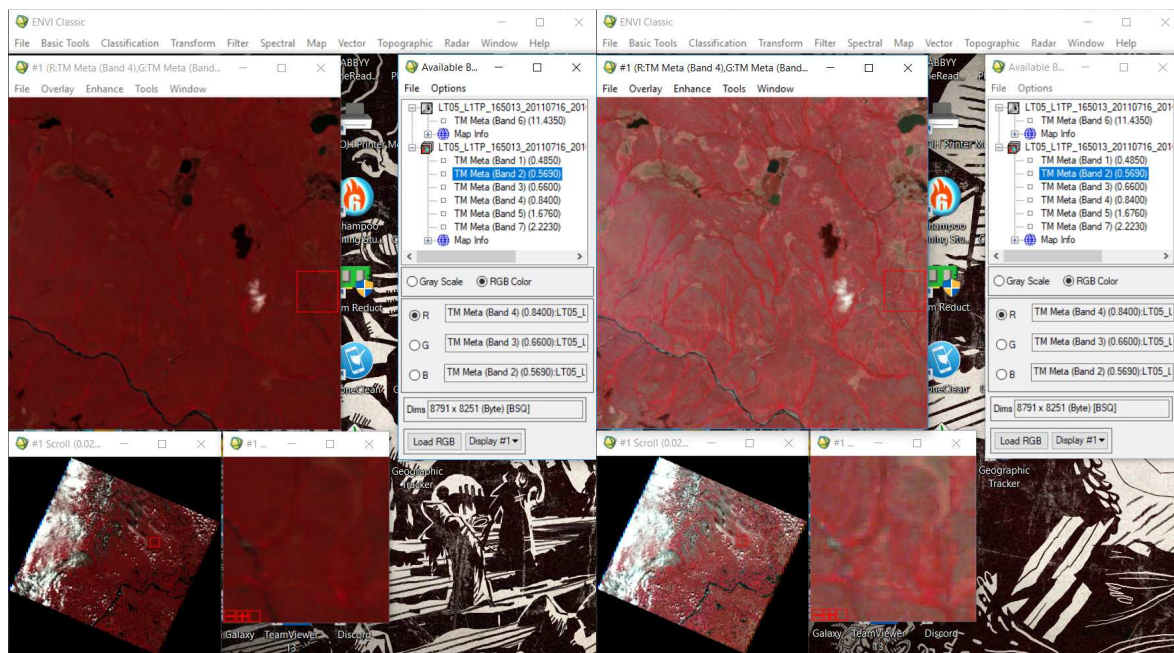 ENVI Classic
File Basic Tools Classification Transform Filter Spectral Map Vector Topographic Radar Window Help
#1 (R:TM Meta (Band 4),G:TM Meta (Band...
File Overlay Enhance Tools Window
Available B...
File Options
LT05_L1TP_165013_20110716_201
TM Meta (Band 6) (11.4350)
Map Info
LT05_L1TP_165013_20110716_201
TM Meta (Band 1) (0.4850)
TM Meta (Band 2) (0.5690)
TM Meta (Band 3) (0.6600)
TM Meta (Band 4) (0.8400)
TM Meta (Band 5) (1.6760)
TM Meta (Band 7) (2.2230)
Map Info
Gray Scale RGB Color
R TM Meta (Band 4) (0.8400):LT05_L
G TM Meta (Band 3) (0.6600):LT05_L
B TM Meta (Band 2) (0.5690):LT05_L
Dims 8791 x 8251 (Byte) [BSQ]
Load RGB Display #1
#1 Scroll (0.02...
#1 ...
ABBYY
Printer
Geographic
Tracker
Galaxy TeamViewer Discord
13
ENVI Classic
File Basic Tools Classification Transform Filter Spectral Map Vector Topographic Radar Window Help
#1 (R:TM Meta (Band 4),G:TM Meta (Band...
File Overlay Enhance Tools Window
Available B...
File Options
LT05_L1TP_165013_20110716_201
TM Meta (Band 6) (11.4350)
Map Info
LT05_L1TP_165013_20110716_201
TM Meta (Band 1) (0.4850)
TM Meta (Band 2) (0.5690)
TM Meta (Band 3) (0.6600)
TM Meta (Band 4) (0.8400)
TM Meta (Band 5) (1.6760)
TM Meta (Band 7) (2.2230)
Map Info
Gray Scale RGB Color
R TM Meta (Band 4) (0.8400):LT05_L
G TM Meta (Band 3) (0.6600):LT05_L
B TM Meta (Band 2) (0.5690):LT05_L
Dims 8791 x 8251 (Byte) [BSQ]
Load RGB Display #1
#1 Scroll (0.02...
#1 ...
ABBYY
Printer
Geographic
Tracker
Galaxy TeamViewer Discord
13